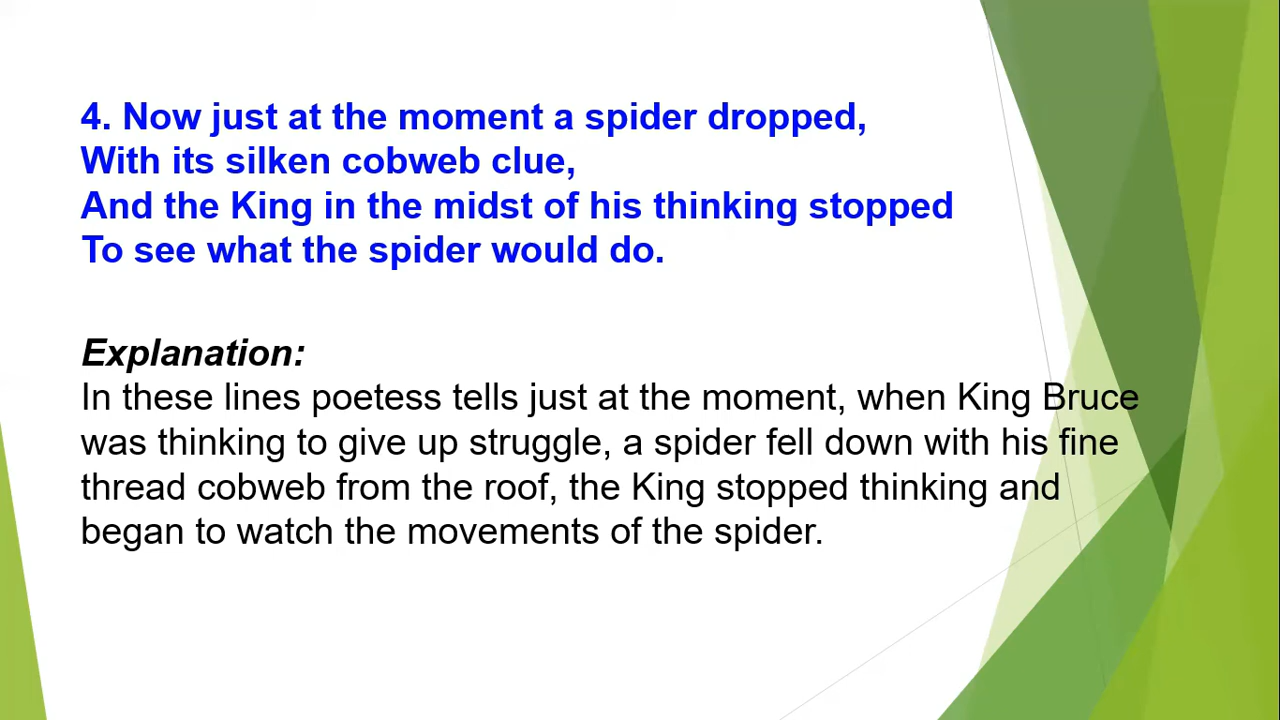 4. Now just at the moment a spider dropped,
With its silken cobweb clue,
And the King in the midst of his thinking stopped
To see what the spider would do.
Explanation:
In these lines poetess tells just at the moment, when King Bruce
was thinking to give up struggle, a spider fell down with his fine
thread cobweb from the roof, the King stopped thinking and
began to watch the movements of the spider.